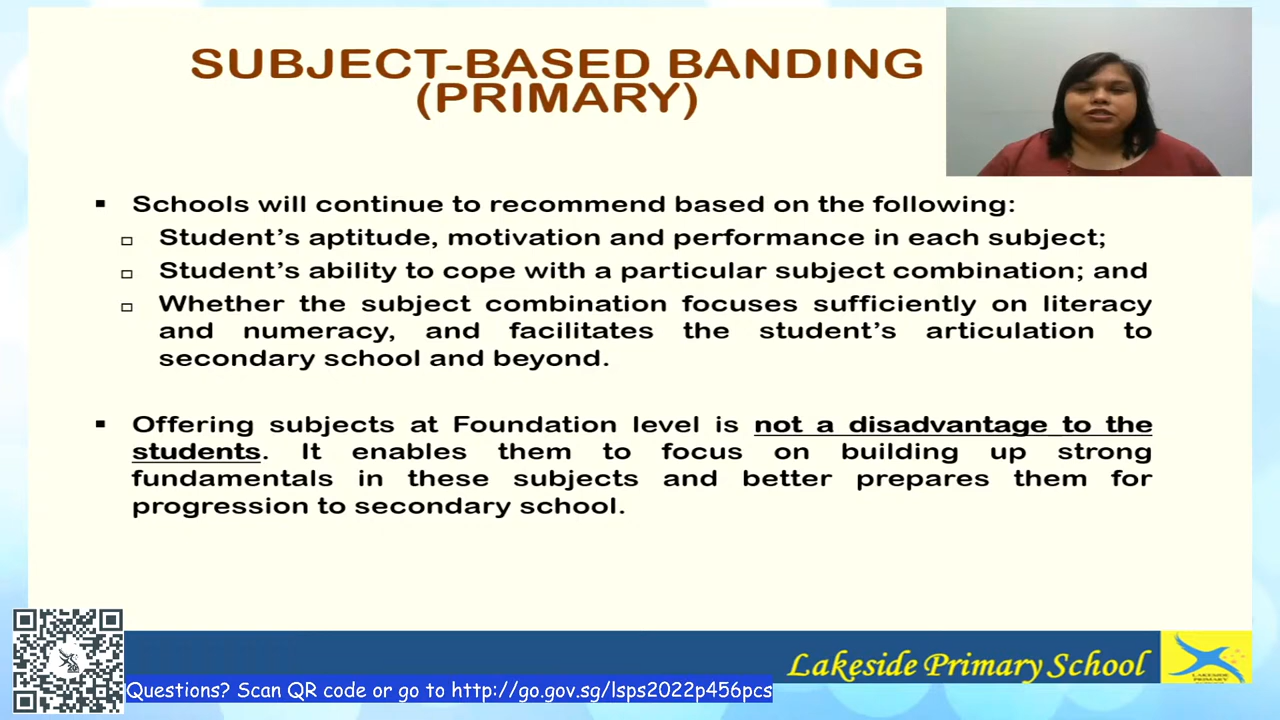 SUBJECT-BASED BANDING
(PRIMARY)
Schools will continue to recommend based on the following:
Student's aptitude, motivation and performance in each subject;
Student's ability to cope with a particular subject combination; and
Whether the subject combination focuses sufficiently on literacy
and numeracy, and facilitates the student's articulation to
secondary school and beyond.
Offering subjects at Foundation level is not a disadvantage to the
students. It enables them to focus on building up strong
fundamentals in these subjects and better prepares them for
progression to secondary school.
Lakeside Primary School
LAKESIDE
PRIMARY
Questions? Scan QR code or go to http://go.gov.sg/lsps2022p456pcs